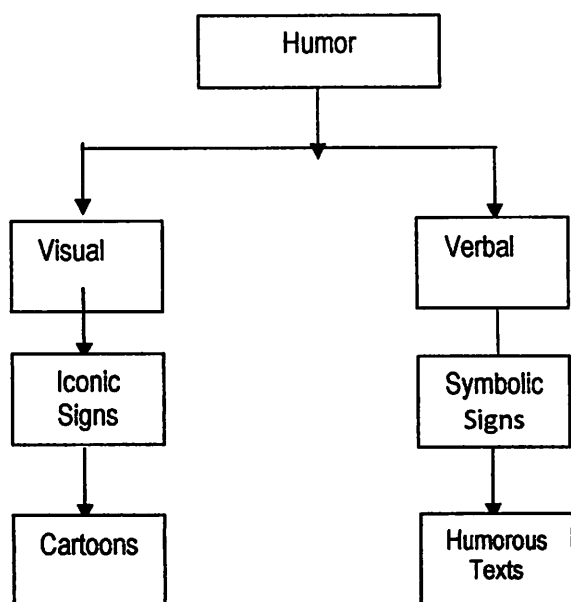 Humor
Visual
Verbal
Iconic
Signs
Symbolic
Signs
Cartoons
Humorous
Texts